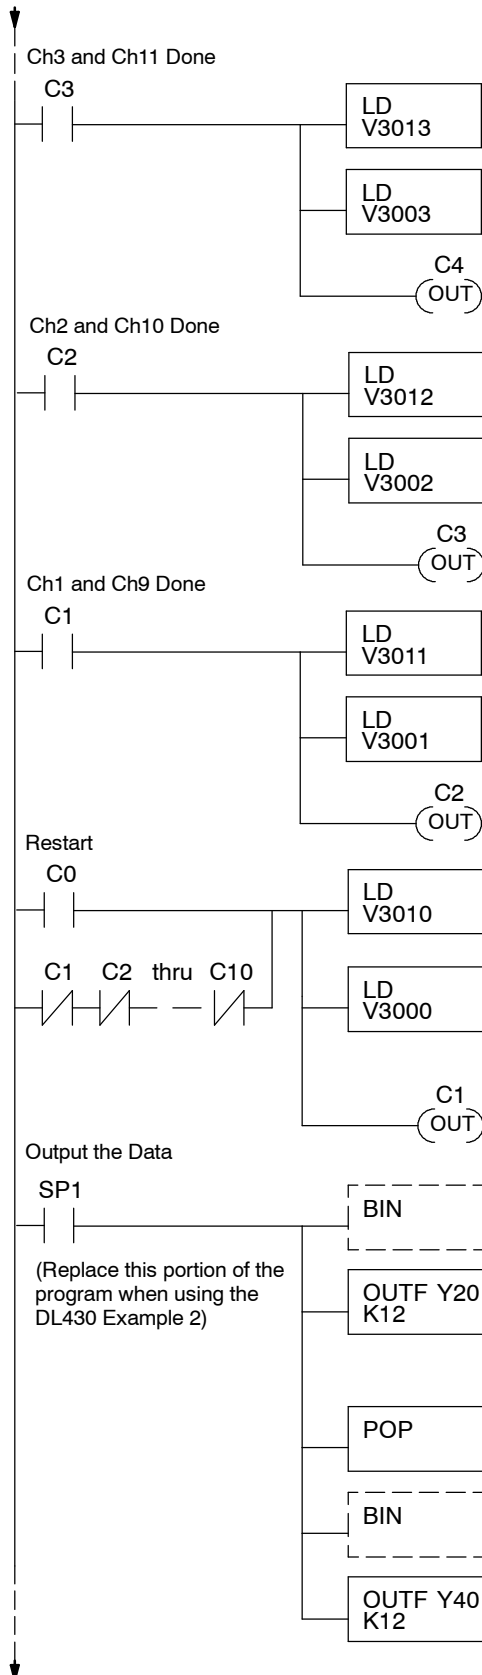 Ch3 and Ch11 Done
C3
LD
V3013
LD
V3003
C4
OUT
Ch2 and Ch10 Done
C2
LD
V3012
LD
V3002
C3
OUT
Ch1 and Ch9 Done
C1
LD
V3011
LD
V3001
C2
OUT
Restart
C0
LD
V3010
C1 C2 thru C10
LD
V3000
C1
OUT
Output the Data
SP1
BIN
(Replace this portion of the
program when using the
DL430 Example 2)
OUTF Y20
K12
POP
BIN
OUTF Y40
K12